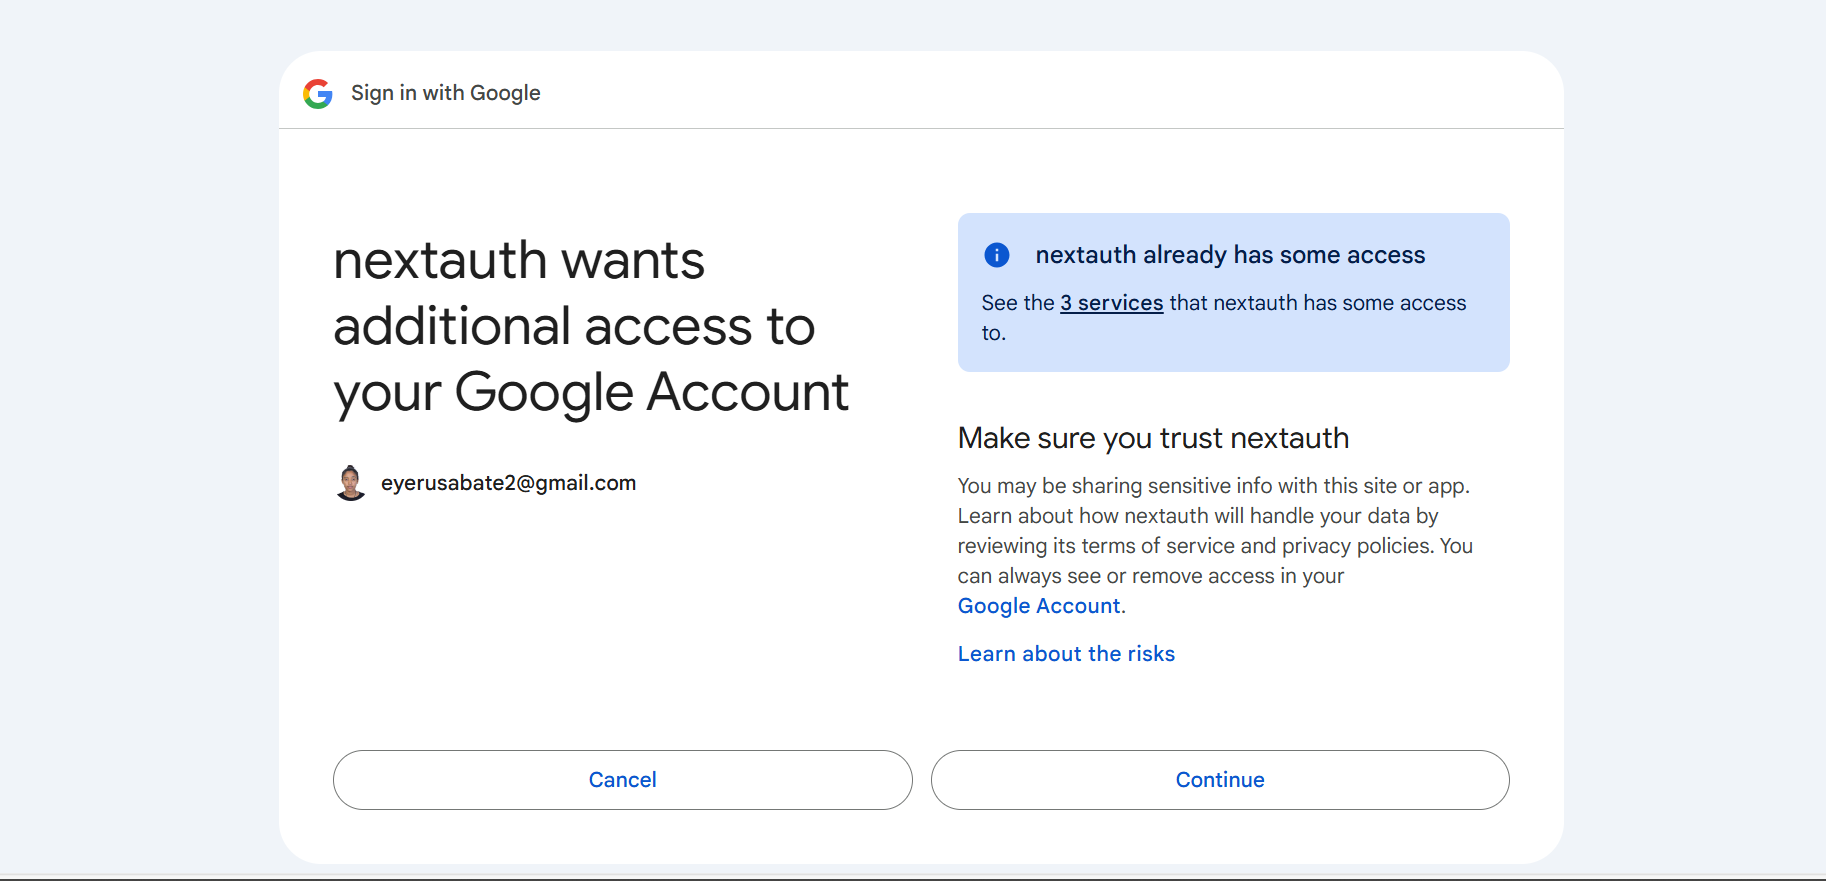 Sign in with Google
nextauth wants
additional access to
your Google Account
eyerusabate2@gmail.com
nextauth already has some access
See the 3 services that nextauth has some access
to.
Make sure you trust nextauth
You may be sharing sensitive info with this site or app.
Learn about how nextauth will handle your data by
reviewing its terms of service and privacy policies. You
can always see or remove access in your
Google Account.
Learn about the risks
Cancel
Continue